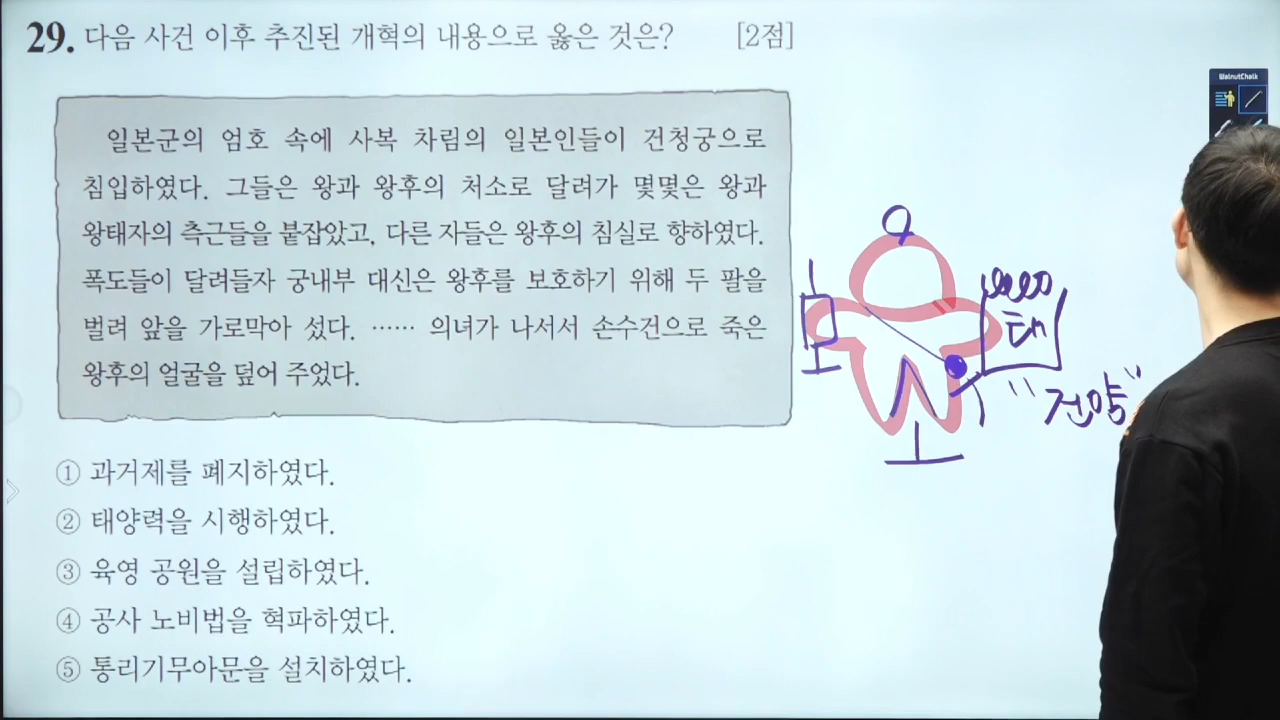 29. 다음 사건 이후 추진된 개혁의 내용으로 옳은 것은? [2점]
일본군의 엄호 속에 사복 차림의 일본인들이 건청궁으로
침입하였다. 그들은 왕과 왕후의 처소로 달려가 몇몇은 왕과
왕태자의 측근들을 붙잡았고, 다른 자들은 왕후의 침실로 향하였다.
폭도들이 달려들자 궁내부 대신은 왕후를 보호하기 위해 두 팔을
벌려 앞을 가로막아 섰다. …… 의녀가 나서서 손수건으로 죽은
왕후의 얼굴을 덮어 주었다.
① 과거제를 폐지하였다.
② 태양력을 시행하였다.
③ 육영 공원을 설립하였다.
④ 공사 노비법을 혁파하였다.
⑤ 통리기무아문을 설치하였다.
태
"건양"
WalnutChalk